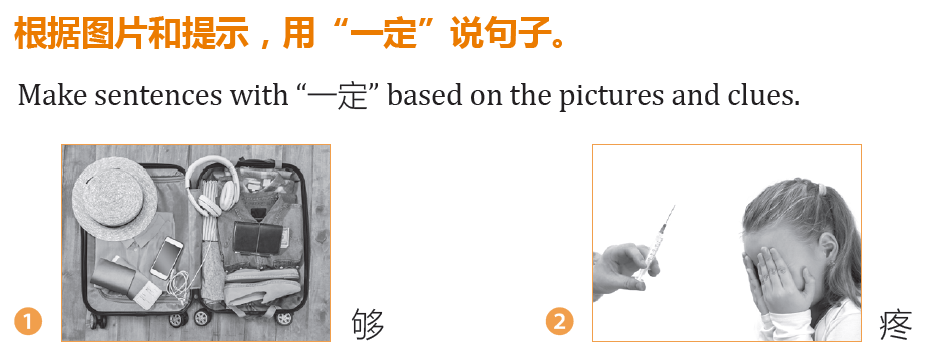 根据图片和提示，用“一定”说句子。
Make sentences with “一定” based on the pictures and clues.
1
够
2
疼